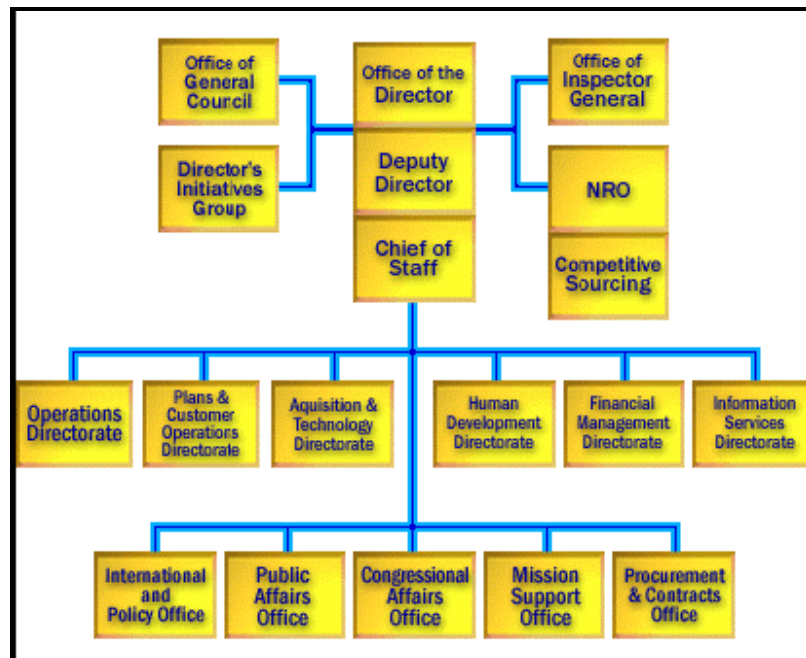 Office of
General
Council
Office of the
Director
Office of
Inspector
General
Director's
Initiatives
Group
Deputy
Director
NRO
Chief of
Staff
Competitive
Sourcing
Operations
Directorate
Plans &
Customer
Operations
Directorate
Aquisition &
Technology
Directorate
Human
Development
Directorate
Financial
Management
Directorate
Information
Services
Directorate
International
and
Policy Office
Public
Affairs
Office
Congressional
Affairs
Office
Mission
Support
Office
Procurement
& Contracts
Office